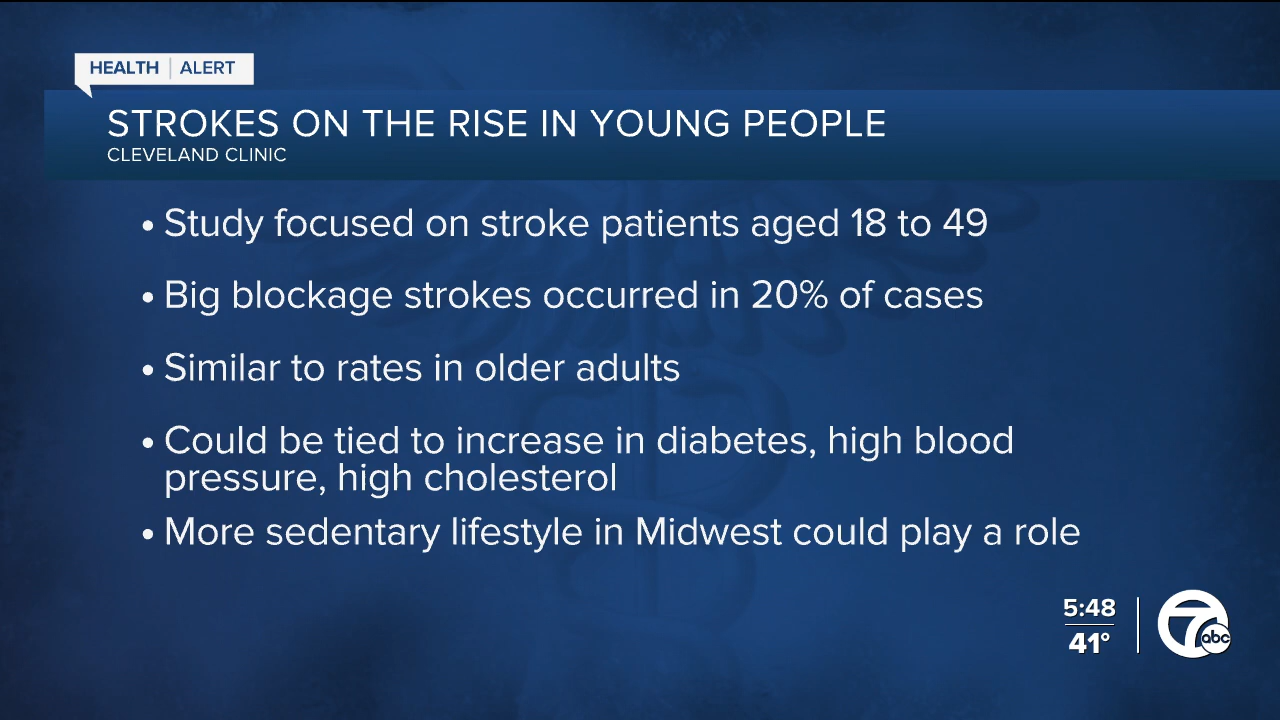 HEALTH | ALERT
STROKES ON THE RISE IN YOUNG PEOPLE
CLEVELAND CLINIC
• Study focused on stroke patients aged 18 to 49
• Big blockage strokes occurred in 20% of cases
• Similar to rates in older adults
• Could be tied to increase in diabetes, high blood
pressure, high cholesterol
• More sedentary lifestyle in Midwest could play a role
5:48
41°
7
abc